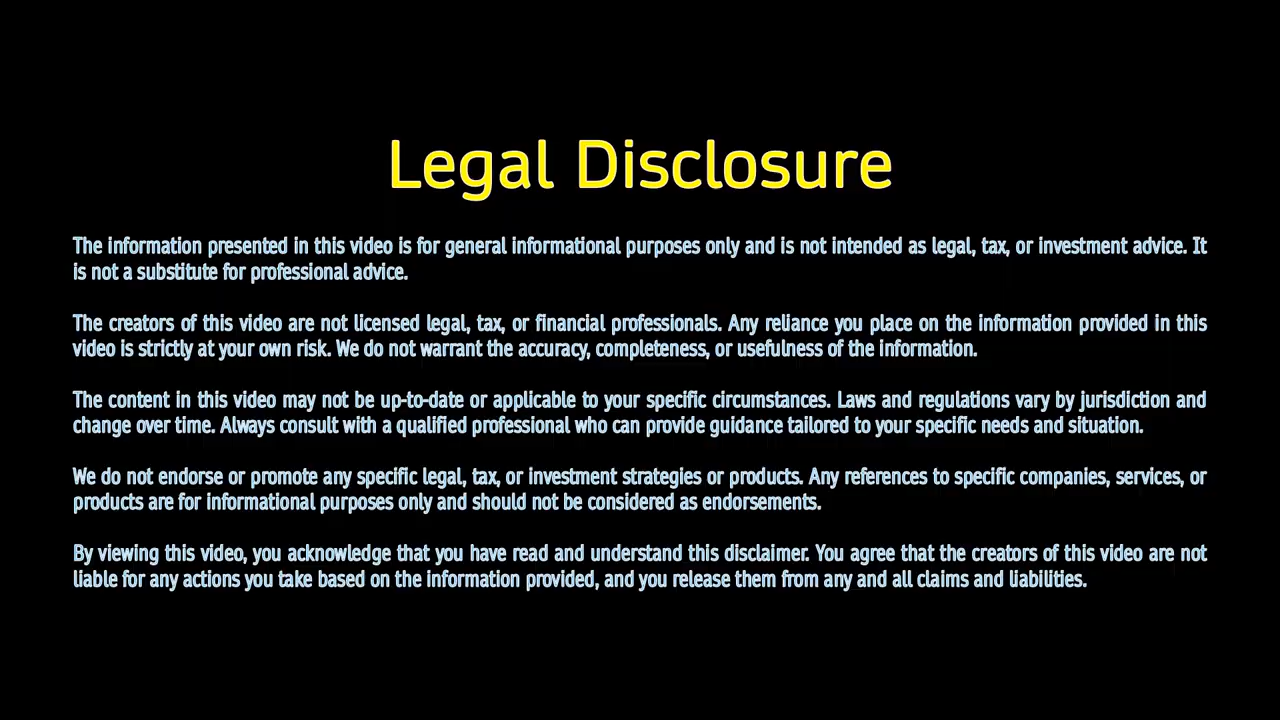 Legal Disclosure
The information presented in this video is for general informational purposes only and is not intended as legal, tax, or investment advice. It
is not a substitute for professional advice.
The creators of this video are not licensed legal, tax, or financial professionals. Any reliance you place on the information provided in this
video is strictly at your own risk. We do not warrant the accuracy, completeness, or usefulness of the information.
The content in this video may not be up-to-date or applicable to your specific circumstances. Laws and regulations vary by jurisdiction and
change over time. Always consult with a qualified professional who can provide guidance tailored to your specific needs and situation.
We do not endorse or promote any specific legal, tax, or investment strategies or products. Any references to specific companies, services, or
products are for informational purposes only and should not be considered as endorsements.
By viewing this video, you acknowledge that you have read and understand this disclaimer. You agree that the creators of this video are not
liable for any actions you take based on the information provided, and you release them from any and all claims and liabilities.